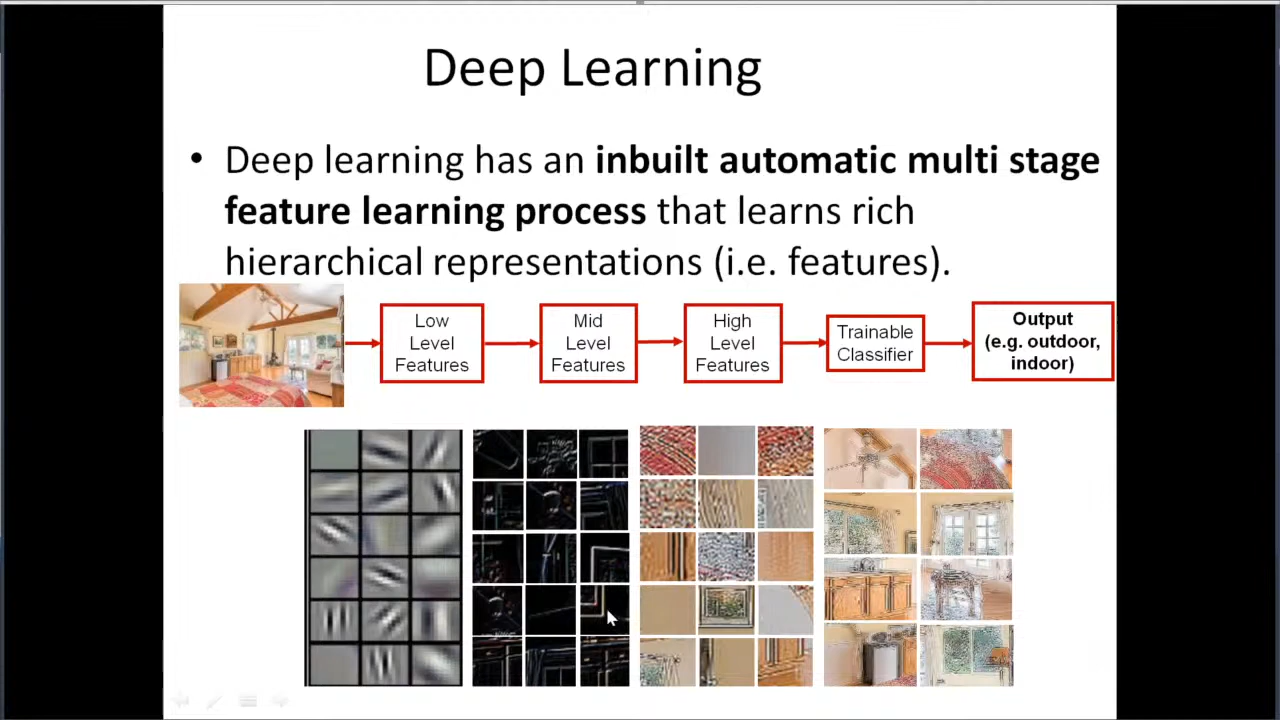 Deep Learning
• Deep learning has an inbuilt automatic multi stage
feature learning process that learns rich
hierarchical representations (i.e. features).
Low
Level
Features
Mid
Level
Features
High
Level
Features
Trainable
Classifier
Output
(e.g. outdoor,
indoor)